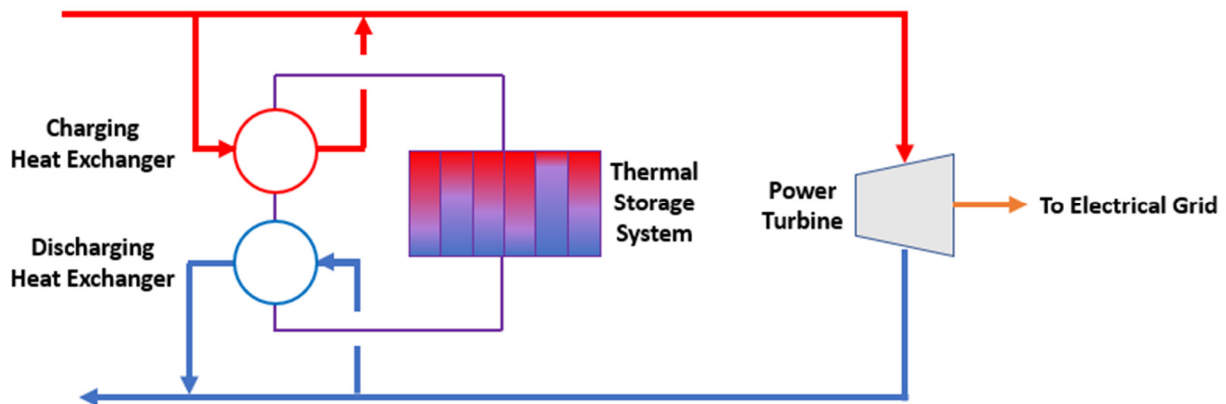 Charging
Heat Exchanger
Discharging
Heat Exchanger
Thermal
Storage
System
Power
Turbine
To Electrical Grid